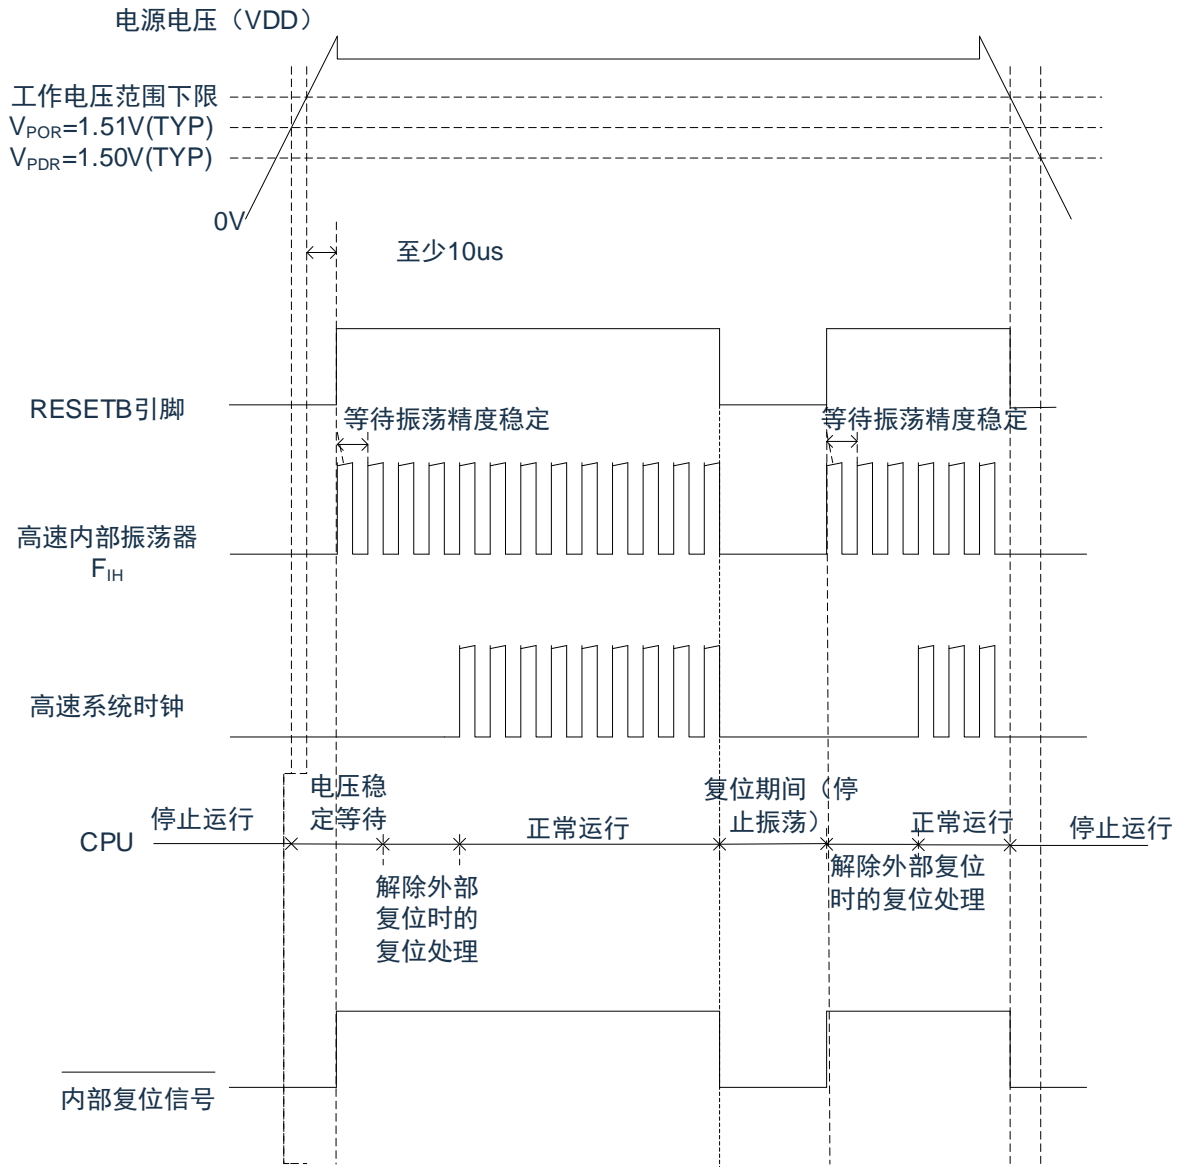 电源电压（VDD）
工作电压范围下限
VPOR=1.51V(TYP)
VPDR=1.50V(TYP)
0V
至少10us
RESETB引脚
等待振荡精度稳定
等待振荡精度稳定
高速内部振荡器
FIH
高速系统时钟
CPU
停止运行
电压稳
定等待
解除外部
复位时的
复位处理
正常运行
复位期间（停
止振荡）
解除外部复位
时的复位处理
正常运行
停止运行
内部复位信号